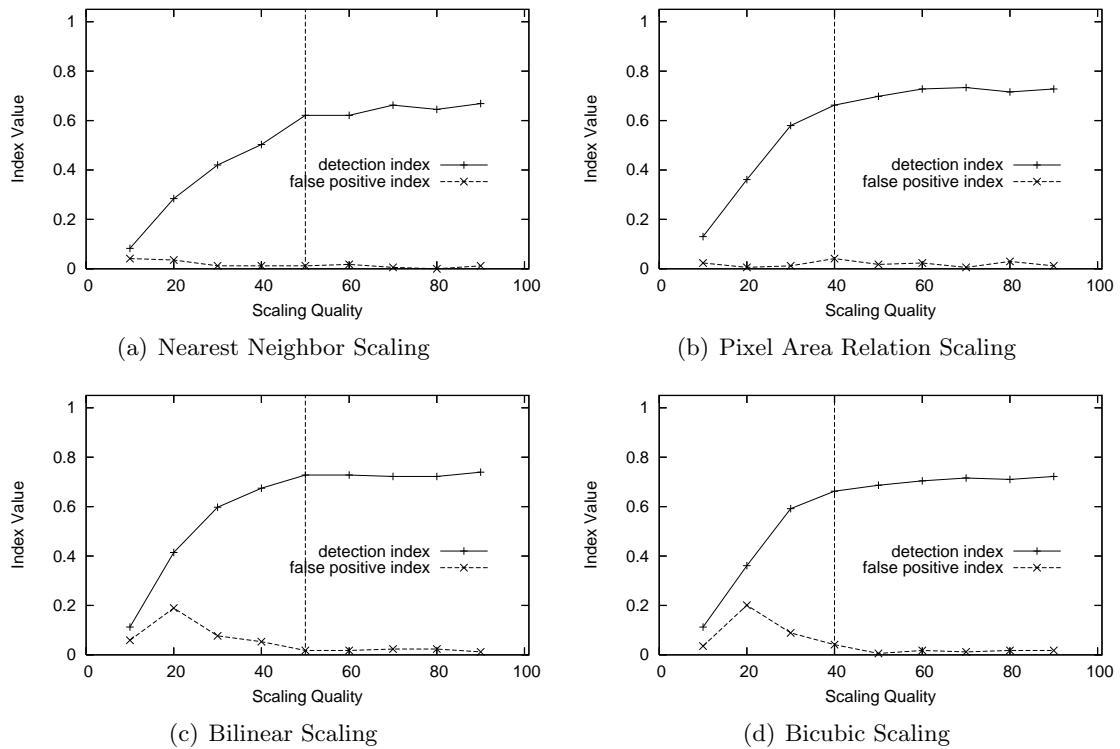 1
0.8
0.6
0.4
0.2
0
0 20 40 60 80 100
Index Value
Scaling Quality
detection index
false positive index
(a) Nearest Neighbor Scaling
1
0.8
0.6
0.4
0.2
0
0 20 40 60 80 100
Index Value
Scaling Quality
detection index
false positive index
(b) Pixel Area Relation Scaling
1
0.8
0.6
0.4
0.2
0
0 20 40 60 80 100
Index Value
Scaling Quality
detection index
false positive index
(c) Bilinear Scaling
1
0.8
0.6
0.4
0.2
0
0 20 40 60 80 100
Index Value
Scaling Quality
detection index
false positive index
(d) Bicubic Scaling